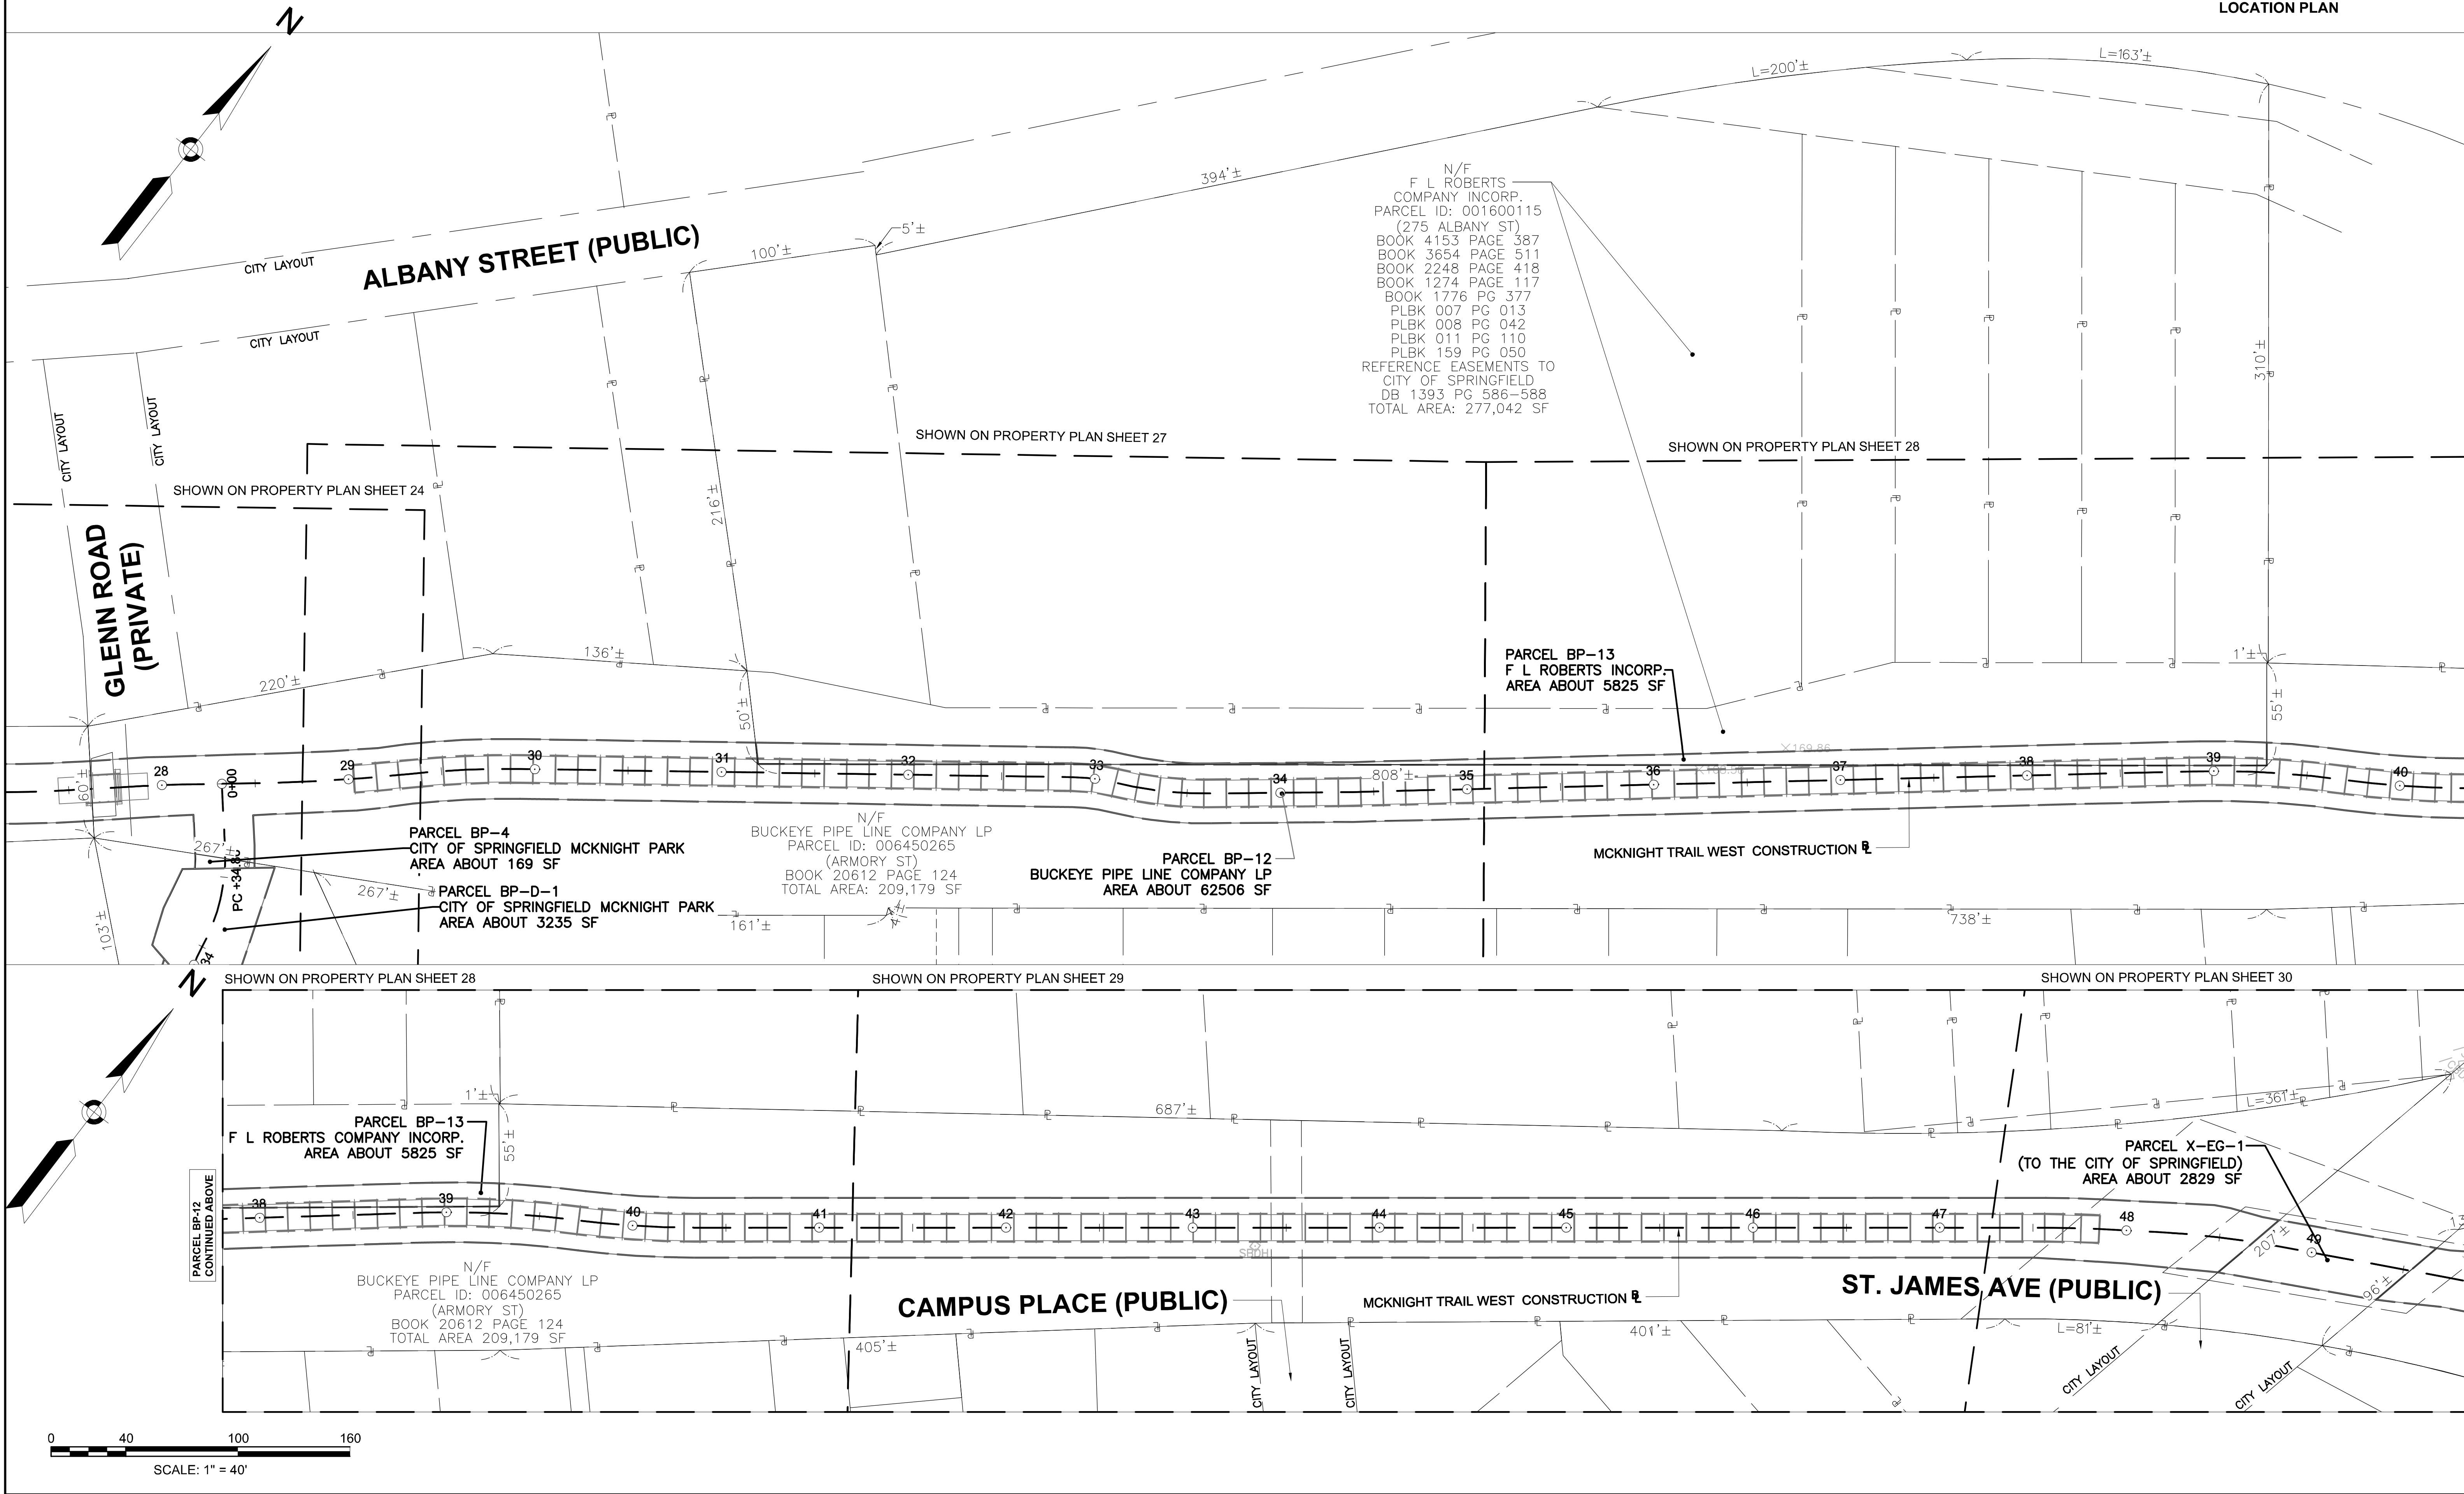 LOCATION PLAN
N
L=200'±
L=163'±
394'±
5'±
100'±
CITY LAYOUT
ALBANY STREET (PUBLIC)
CITY LAYOUT
N/F
F L ROBERTS
COMPANY INCORP.
PARCEL ID: 001600115
(275 ALBANY ST)
BOOK 4153 PAGE 387
BOOK 3654 PAGE 511
BOOK 2248 PAGE 418
BOOK 1274 PAGE 117
BOOK 1776 PG 377
PLBK 007 PG 013
PLBK 008 PG 042
PLBK 011 PG 110
PLBK 159 PG 050
REFERENCE EASEMENTS TO
CITY OF SPRINGFIELD
DB 1393 PG 586-588
TOTAL AREA: 277,042 SF
310'±
CITY LAYOUT
CITY LAYOUT
SHOWN ON PROPERTY PLAN SHEET 27
SHOWN ON PROPERTY PLAN SHEET 28
SHOWN ON PROPERTY PLAN SHEET 24
216'±
GLENN ROAD
(PRIVATE)
220'±
136'±
50'±
PARCEL BP-13
F L ROBERTS INCORP.
AREA ABOUT 5825 SF
1'±
55'±
169.86
60'±
28
0+00
29
30
31
32
33
34
808'±
35
36
37
38
39
40
267'±
PC +34.8
PARCEL BP-4
CITY OF SPRINGFIELD MCKNIGHT PARK
AREA ABOUT 169 SF
N/F
BUCKEYE PIPE LINE COMPANY LP
PARCEL ID: 006450265
(ARMORY ST)
BOOK 20612 PAGE 124
TOTAL AREA: 209,179 SF
PARCEL BP-12
BUCKEYE PIPE LINE COMPANY LP
AREA ABOUT 62506 SF
MCKNIGHT TRAIL WEST CONSTRUCTION BL
267'±
PARCEL BP-D-1
CITY OF SPRINGFIELD MCKNIGHT PARK
AREA ABOUT 3235 SF
103'±
161'±
4'±
738'±
34
N
SHOWN ON PROPERTY PLAN SHEET 28
SHOWN ON PROPERTY PLAN SHEET 29
SHOWN ON PROPERTY PLAN SHEET 30
1'±
687'±
L=361'±
PARCEL BP-13
F L ROBERTS COMPANY INCORP.
AREA ABOUT 5825 SF
55'±
PARCEL X-EG-1
(TO THE CITY OF SPRINGFIELD)
AREA ABOUT 2829 SF
PARCEL BP-12
CONTINUED ABOVE
38
39
40
41
42
43
44
45
46
47
48
49
SBDH
207'±
96'±
N/F
BUCKEYE PIPE LINE COMPANY LP
PARCEL ID: 006450265
(ARMORY ST)
BOOK 20612 PAGE 124
TOTAL AREA 209,179 SF
CAMPUS PLACE (PUBLIC)
MCKNIGHT TRAIL WEST CONSTRUCTION BL
ST. JAMES AVE (PUBLIC)
405'±
401'±
L=81'±
CITY LAYOUT
CITY LAYOUT
CITY LAYOUT
CITY LAYOUT
0 40 100 160
SCALE: 1" = 40'